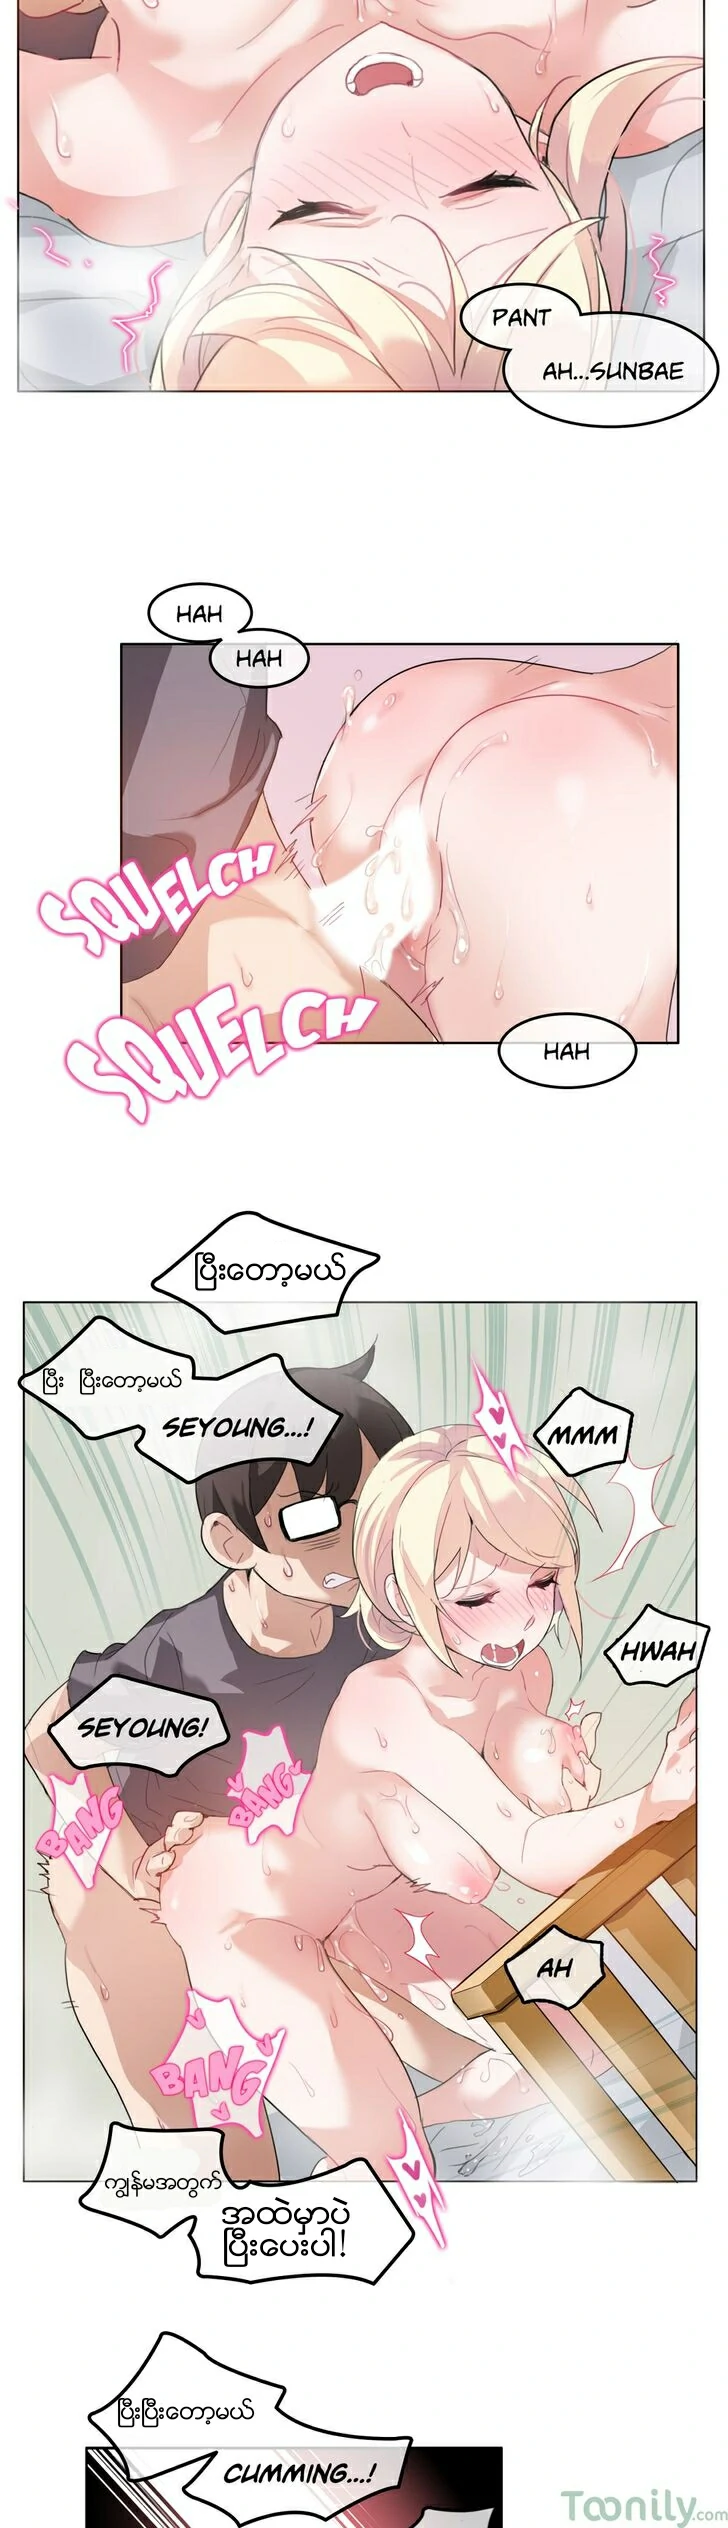 PANT
AH...SUNBAE
HAH
HAH
SQUELCH
SQUELCH
HAH
ပြီးတော့မယ်
ပြီး ပြီးတော့မယ်
SEYOUNG...!
MMM
HWAH
SEYOUNG!
BANG
BANG
AH
BANG
ကျွန်မအတွက်
အထဲမှာပဲ
ပြီးပေးပါ!
ပြီးပြီးတော့မယ်
CUMMING...!
Toonily.com